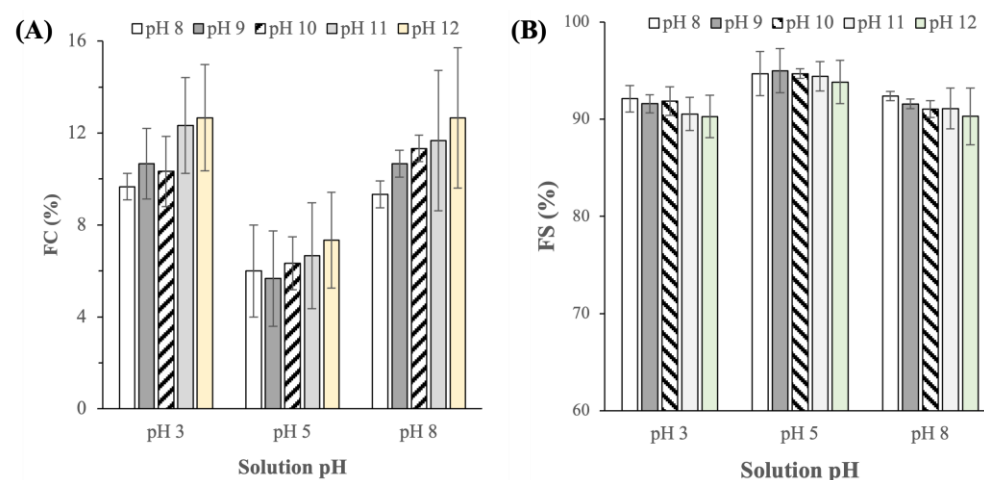 (A)
pH 8 pH 9 pH 10 pH 11 pH 12
16
12
8
4
0
FC (%)
pH 3 pH 5 pH 8
Solution pH
(B)
pH 8 pH 9 pH 10 pH 11 pH 12
100
90
80
70
60
FS (%)
pH 3 pH 5 pH 8
Solution pH